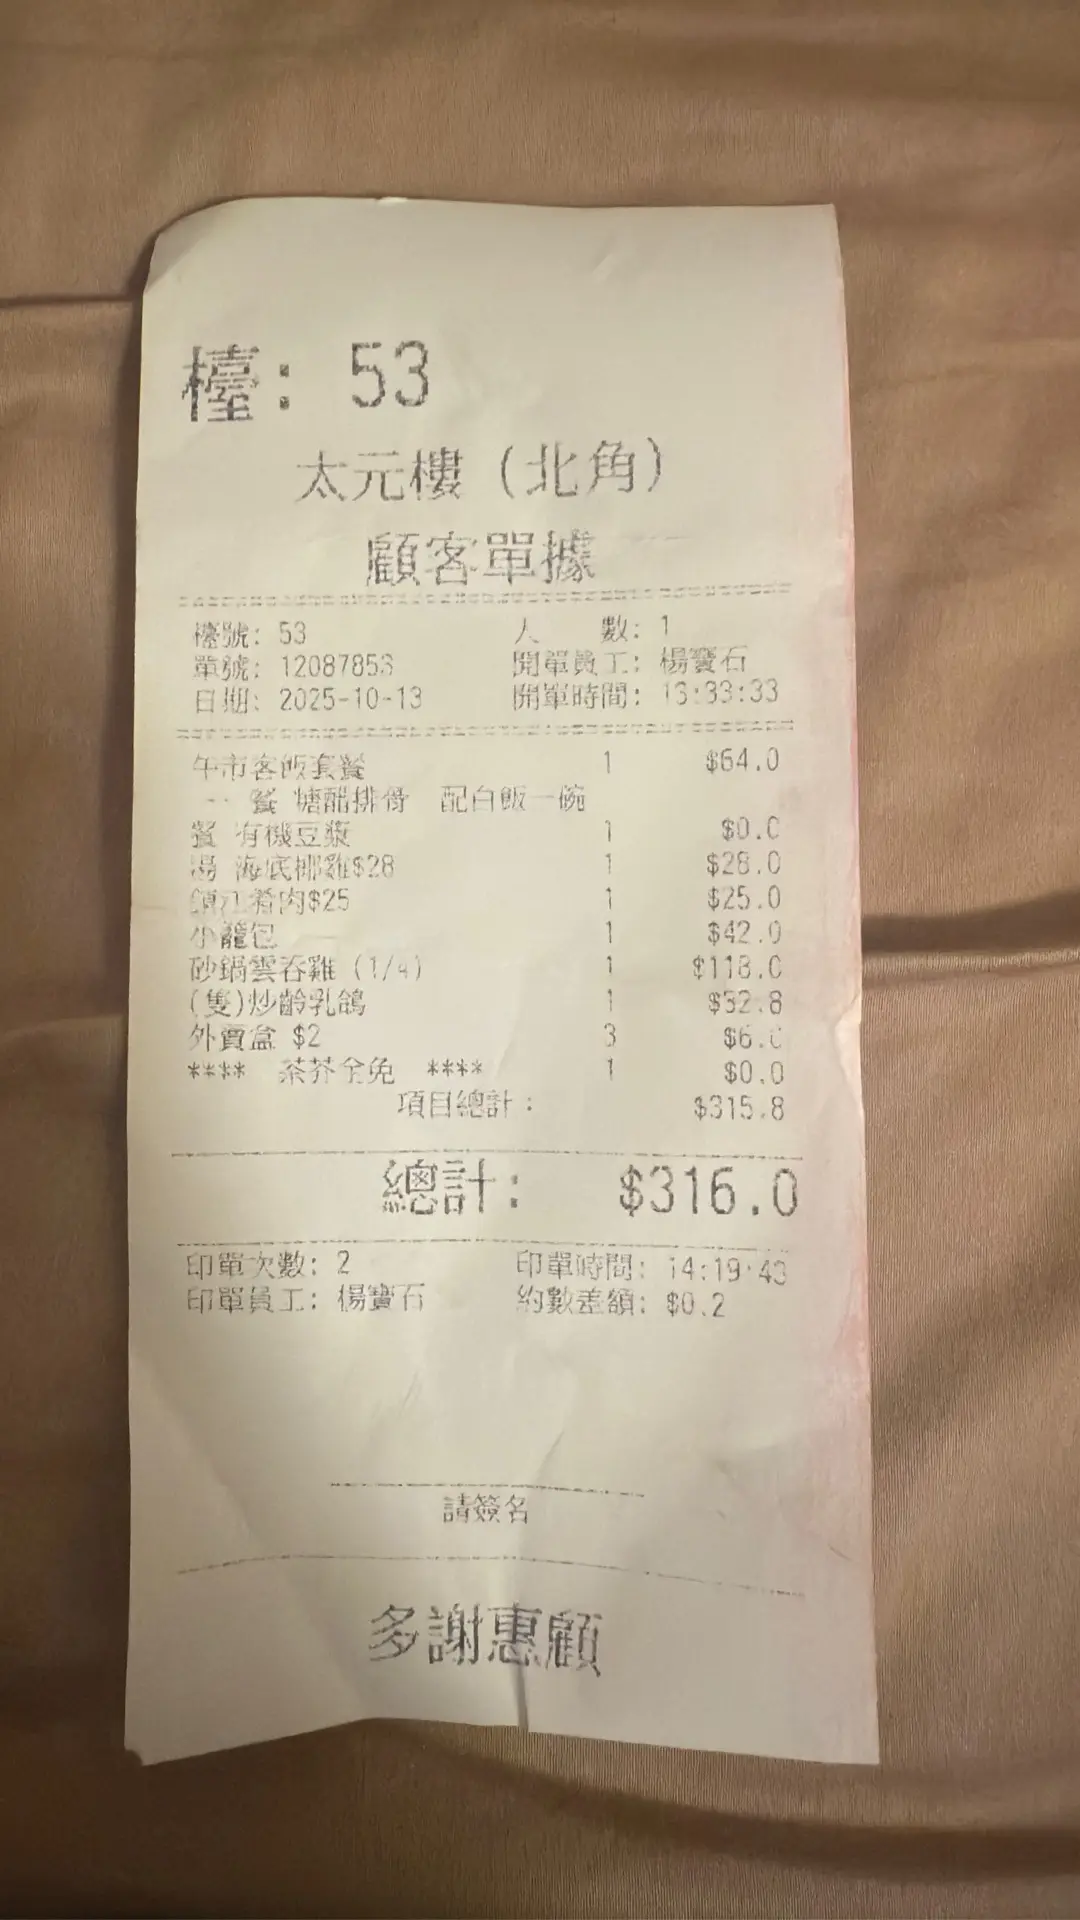 檯: 53
太元樓 (北角)
顧客單據
檯號: 53 人 數: 1
單號: 12087853 開單員工: 楊寶石
日期: 2025-10-13 開單時間: 13:33:33
午市客飯套餐 1 $64.0
-- 餐 糖醋排骨 配白飯一碗
餐 有機豆漿 1 $0.0
湯 海底椰雞$28 1 $28.0
鎮江肴肉$25 1 $25.0
小籠包 1 $42.0
砂鍋雲吞雞 (1/4) 1 $118.0
(隻)炒齡乳鴿 1 $32.8
外賣盒 $2 3 $6.0
**** 茶芥全免 **** 1 $0.0
項目總計: $315.8
總計: $316.0
印單次數: 2 印單時間: 14:19:43
印單員工: 楊寶石 約數差額: $0.2
請簽名
多謝惠顧